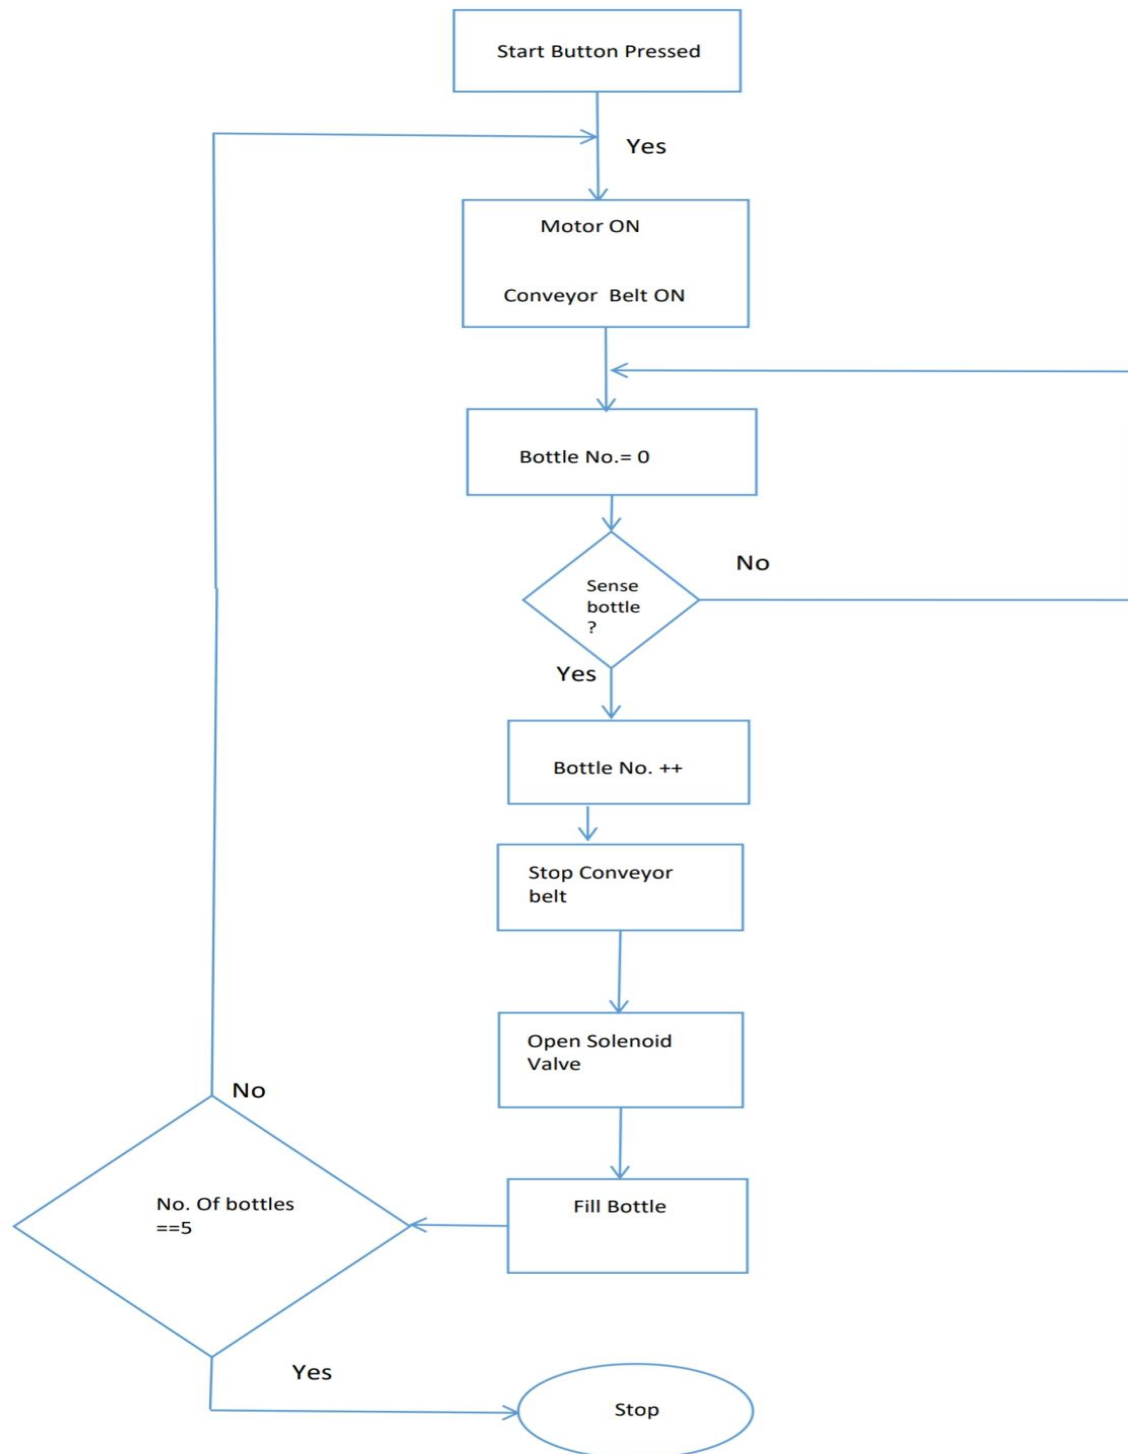 Start Button Pressed
Yes
Motor ON
Conveyor  Belt ON
Bottle No.= 0
No
Sense
bottle
?
Yes
Bottle No. ++
Stop Conveyor
belt
Open Solenoid
Valve
No
Fill Bottle
No. Of bottles
==5
Yes
Stop